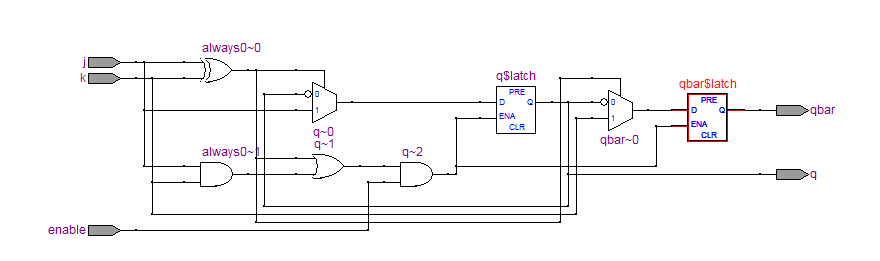 always0~0
j
k
0
1
q~0
q~1
always0~1
q~2
enable
q$latch
PRE
D
Q
ENA
CLR
0
1
qbar~0
qbar$latch
PRE
D
Q
ENA
CLR
qbar
q